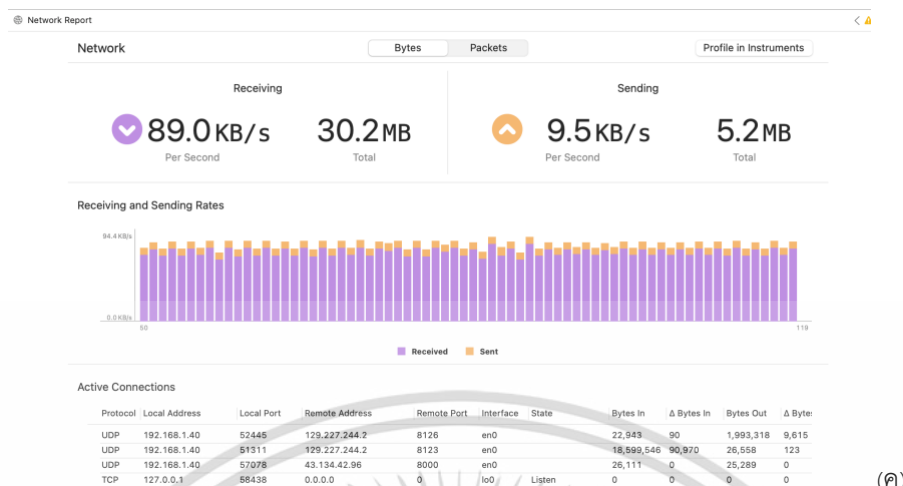 Network Report
Network Bytes Packets Profile in Instruments
Receiving Sending
89.0 KB/s 30.2 MB 9.5 KB/s 5.2 MB
Per Second Total Per Second Total
Receiving and Sending Rates
94.4 KB/s
0.0 KB/s
50 119
Received Sent
Active Connections
Protocol Local Address Local Port Remote Address Remote Port Interface State Bytes In Δ Bytes In Bytes Out Δ Byte
UDP 192.168.1.40 52445 129.227.244.2 8126 en0 22,943 90 1,993,318 9,615
UDP 192.168.1.40 51311 129.227.244.2 8123 en0 18,599,546 90,970 26,558 123
UDP 192.168.1.40 57078 43.134.42.96 8000 en0 26,111 0 25,289 0
TCP 127.0.0.1 58438 0.0.0.0 0 lo0 Listen 0 0 0 0
(ค)